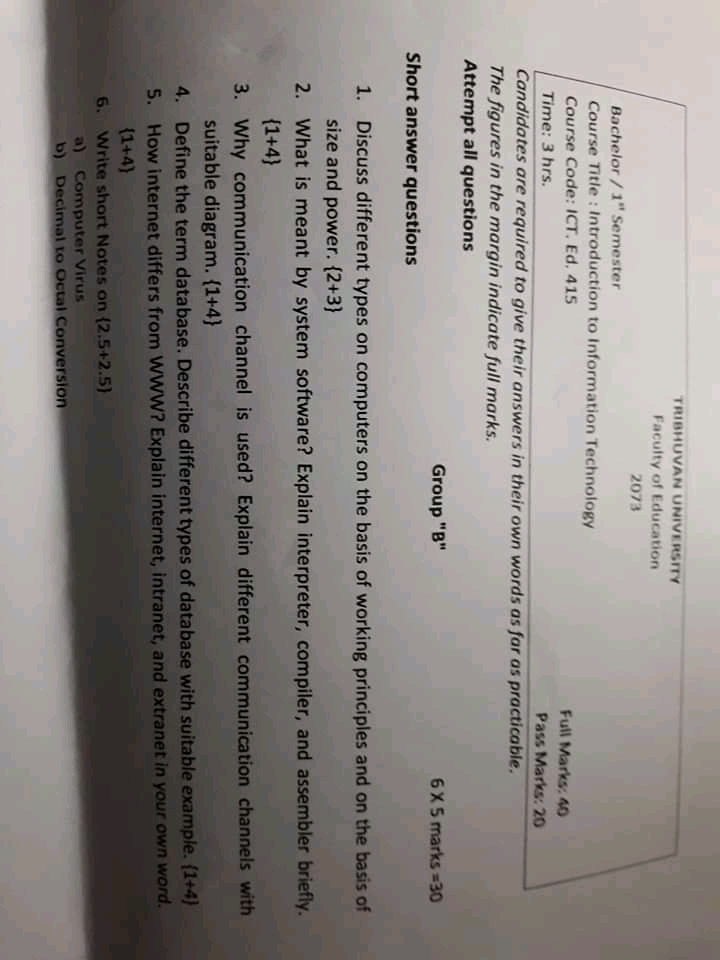 TRIBHUVAN UNIVERSITY
Faculty of Education
2073
Bachelor / 1st Semester
Course Title : Introduction to Information Technology
Course Code: ICT. Ed. 415
Full Marks: 40
Time: 3 hrs.
Pass Marks: 20
Candidates are required to give their answers in their own words as far as practicable.
The figures in the margin indicate full marks.
Attempt all questions
Group "B"
6 X 5 marks =30
Short answer questions
1. Discuss different types on computers on the basis of working principles and on the basis of
size and power. {2+3}
2. What is meant by system software? Explain interpreter, compiler, and assembler briefly.
{1+4}
3. Why communication channel is used? Explain different communication channels with
suitable diagram. {1+4}
4. Define the term database. Describe different types of database with suitable example. {1+4}
5. How internet differs from WWW? Explain internet, intranet, and extranet in your own word.
{1+4}
6. Write short Notes on {2.5+2.5}
a) Computer Virus
b) Decimal to Octal Conversion